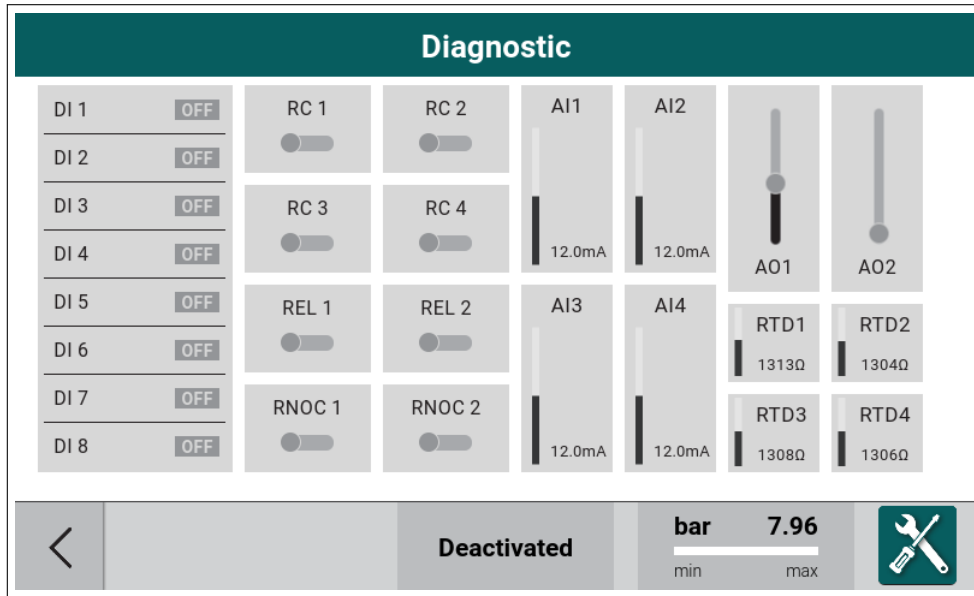 Diagnostic
DI 1 OFF
DI 2 OFF
DI 3 OFF
DI 4 OFF
DI 5 OFF
DI 6 OFF
DI 7 OFF
DI 8 OFF
RC 1
RC 2
RC 3
RC 4
REL 1
REL 2
RNOC 1
RNOC 2
AI1
12.0mA
AI2
12.0mA
AI3
12.0mA
AI4
12.0mA
AO1
AO2
RTD1
1313Ω
RTD2
1304Ω
RTD3
1308Ω
RTD4
1306Ω
Deactivated
bar 7.96
min max